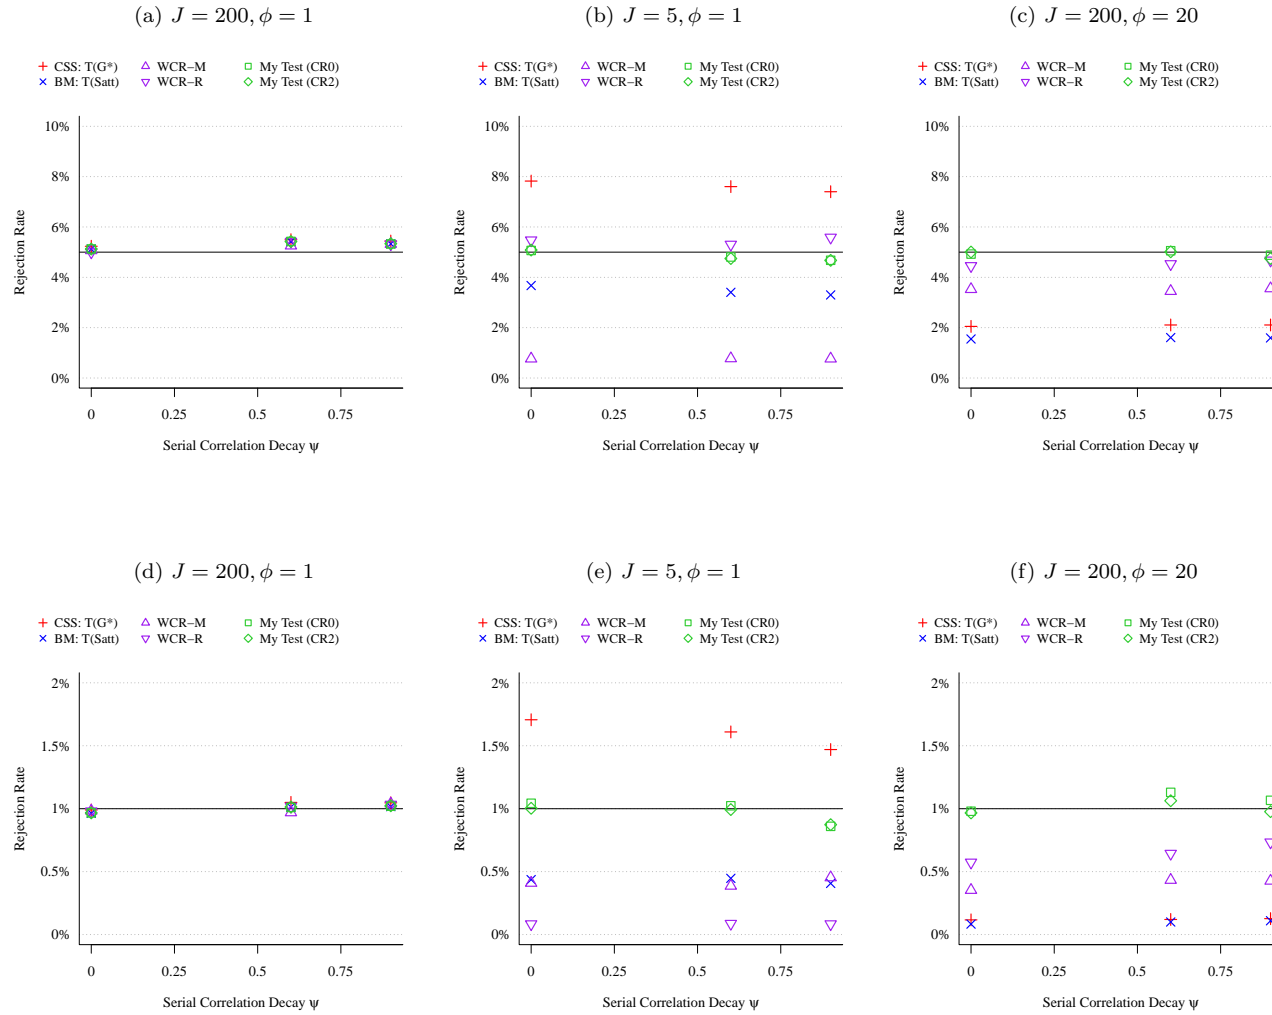 (a) J = 200, ϕ = 1
CSS: T(G*) WCR−M My Test (CR0)
BM: T(Satt) WCR−R My Test (CR2)
10%
8%
6%
4%
2%
0%
Rejection Rate
0 0.25 0.5 0.75
Serial Correlation Decay ψ
(b) J = 5, ϕ = 1
CSS: T(G*) WCR−M My Test (CR0)
BM: T(Satt) WCR−R My Test (CR2)
10%
8%
6%
4%
2%
0%
Rejection Rate
0 0.25 0.5 0.75
Serial Correlation Decay ψ
(c) J = 200, ϕ = 20
CSS: T(G*) WCR−M My Test (CR0)
BM: T(Satt) WCR−R My Test (CR2)
10%
8%
6%
4%
2%
0%
Rejection Rate
0 0.25 0.5 0.75
Serial Correlation Decay ψ
(d) J = 200, ϕ = 1
CSS: T(G*) WCR−M My Test (CR0)
BM: T(Satt) WCR−R My Test (CR2)
2%
1.5%
1%
0.5%
0%
Rejection Rate
0 0.25 0.5 0.75
Serial Correlation Decay ψ
(e) J = 5, ϕ = 1
CSS: T(G*) WCR−M My Test (CR0)
BM: T(Satt) WCR−R My Test (CR2)
2%
1.5%
1%
0.5%
0%
Rejection Rate
0 0.25 0.5 0.75
Serial Correlation Decay ψ
(f) J = 200, ϕ = 20
CSS: T(G*) WCR−M My Test (CR0)
BM: T(Satt) WCR−R My Test (CR2)
2%
1.5%
1%
0.5%
0%
Rejection Rate
0 0.25 0.5 0.75
Serial Correlation Decay ψ